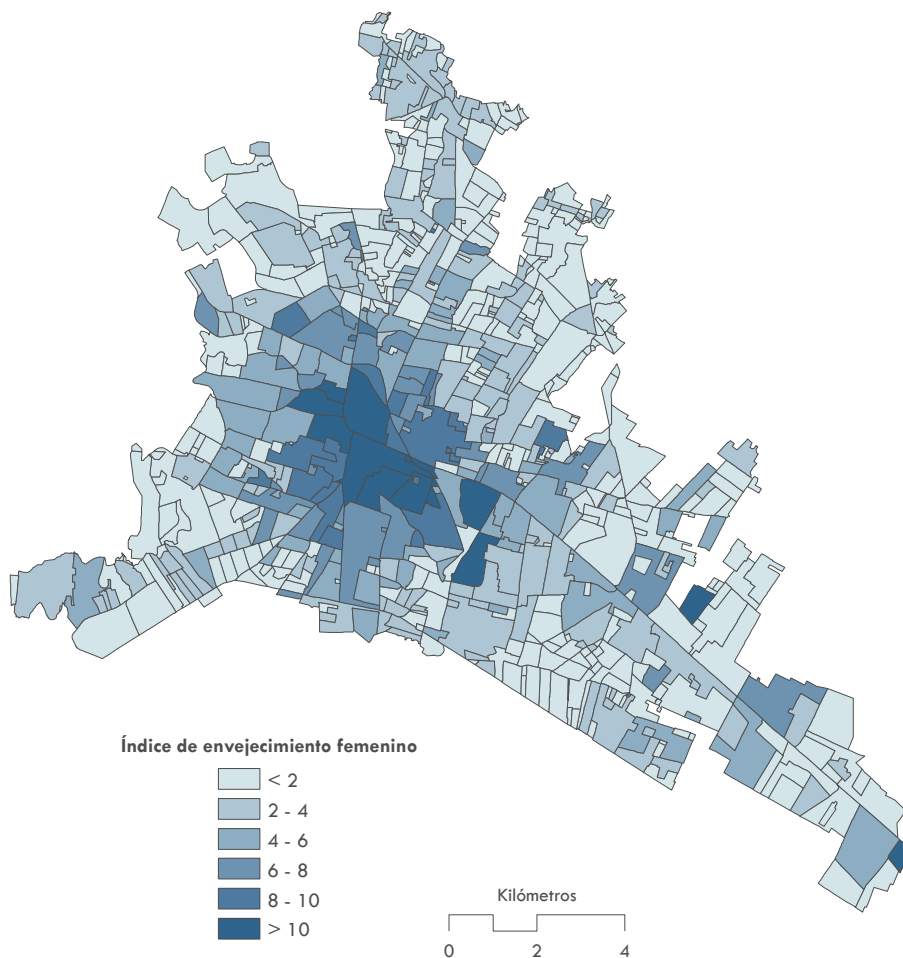 Índice de envejecimiento femenino
< 2
2 - 4
4 - 6
6 - 8
8 - 10
> 10
Kilómetros
0 2 4